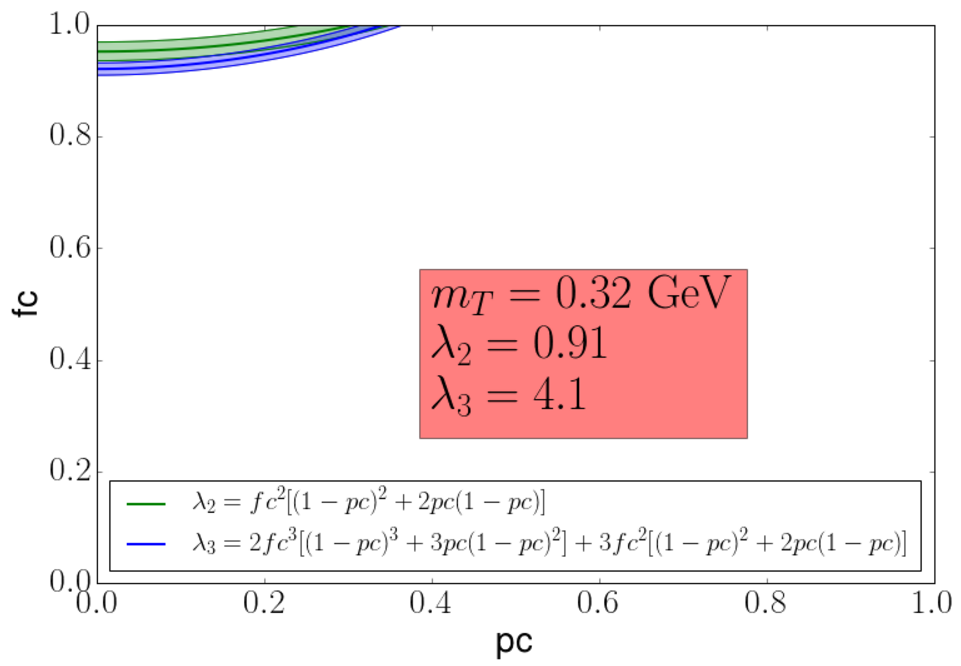 1.0
0.8
fc
0.6
m_T = 0.32 GeV
λ_2 = 0.91
0.4
λ_3 = 4.1
0.2
λ_2 = fc^2[(1 − pc)^2 + 2pc(1 − pc)]
λ_3 = 2fc^3[(1 − pc)^3 + 3pc(1 − pc)^2] + 3fc^2[(1 − pc)^2 + 2pc(1 − pc)]
0.0
0.0 0.2 0.4 0.6 0.8 1.0
pc